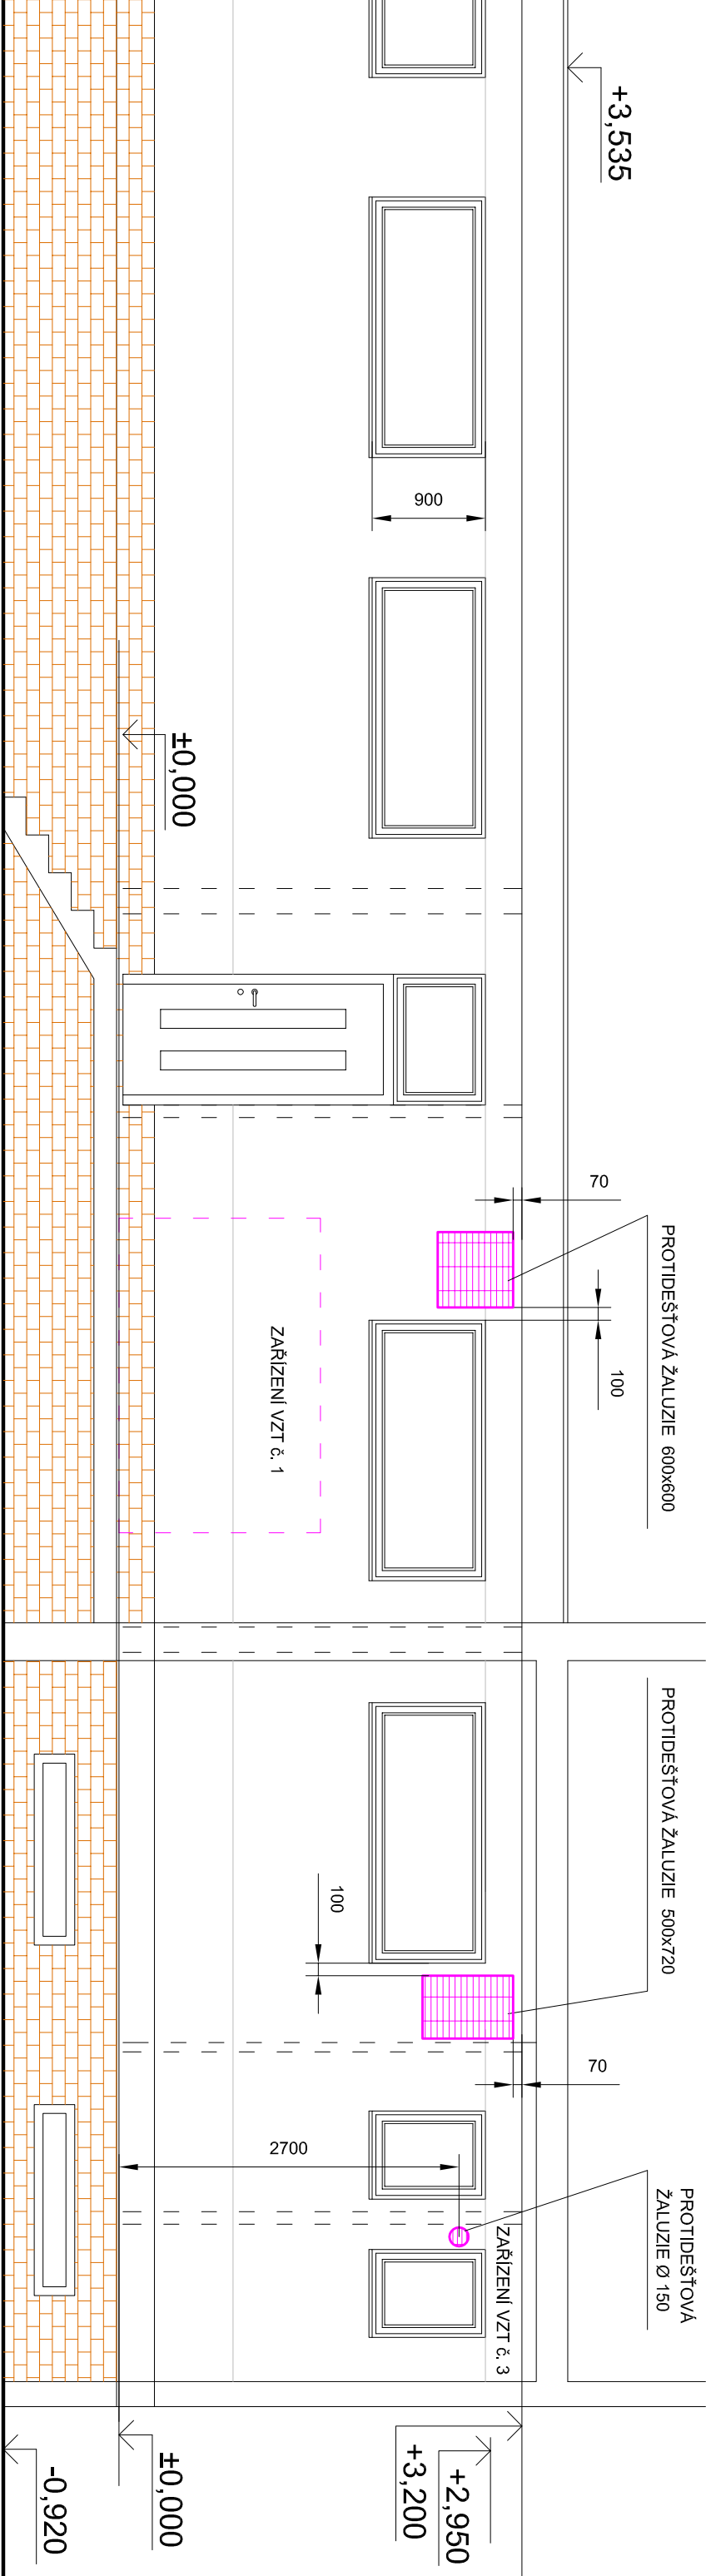 +3,535
900
±0,000
70
PROTIDEŠŤOVÁ ŽALUZIE 600x600
100
ZAŘÍZENÍ VZT č. 1
PROTIDEŠŤOVÁ ŽALUZIE 500x720
100
70
2700
PROTIDEŠŤOVÁ
ŽALUZIE Ø 150
ZAŘÍZENÍ VZT č. 3
+2,950
+3,200
±0,000
-0,920